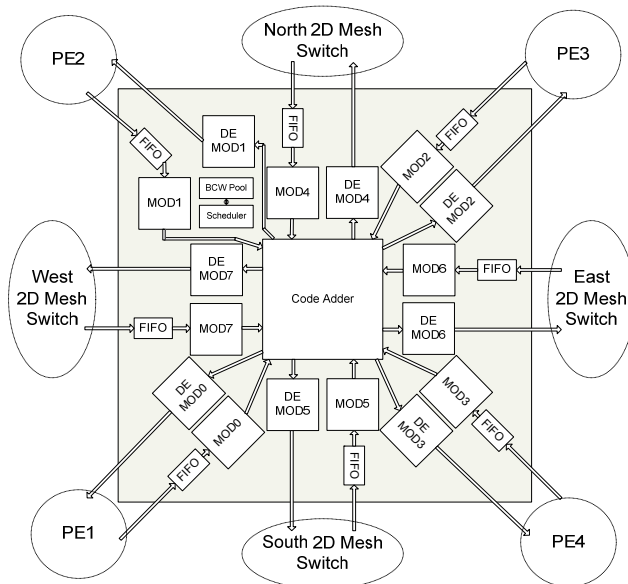 North 2D Mesh
Switch
PE2
PE3
FIFO
FIFO
FIFO
DE
MOD1
MOD2
DE
MOD2
MOD1
BCW Pool
Scheduler
MOD4
DE
MOD4
West
2D Mesh
Switch
DE
MOD7
Code Adder
MOD6
FIFO
East
2D Mesh
Switch
FIFO
MOD7
DE
MOD6
DE
MOD0
MOD0
DE
MOD5
MOD5
DE
MOD3
MOD3
FIFO
FIFO
FIFO
PE1
South 2D Mesh
Switch
PE4